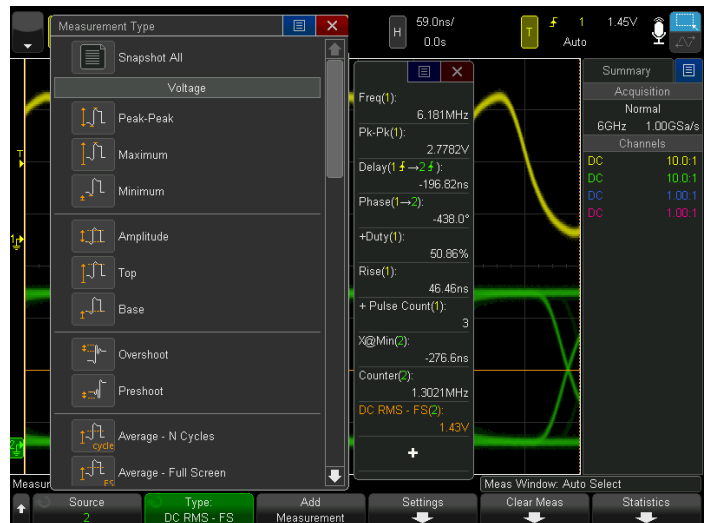 Measurement Type
Snapshot All
Voltage
Peak-Peak
Maximum
Minimum
Amplitude
Top
Base
Overshoot
Preshoot
cycle
Average - N Cycles
FS
Average - Full Screen
H
59.0ns/
0.0s
T
1
1.45V
Auto
T
1
2
Freq(1):
6.181MHz
Pk-Pk(1):
2.7782V
Delay(1→2):
-196.82ns
Phase(1→2):
-438.0°
+Duty(1):
50.86%
Rise(1):
46.46ns
+ Pulse Count(1):
3
X@Min(2):
-276.6ns
Counter(2):
1.3021MHz
DC RMS - FS(2):
1.43V
+
Summary
Acquisition
Normal
6GHz 1.00GSa/s
Channels
DC 10.0:1
DC 10.0:1
DC 1.00:1
DC 1.00:1
Measur
Meas Window: Auto Select
Source
2
Type:
DC RMS - FS
Add
Measurement
Settings
Clear Meas
Statistics